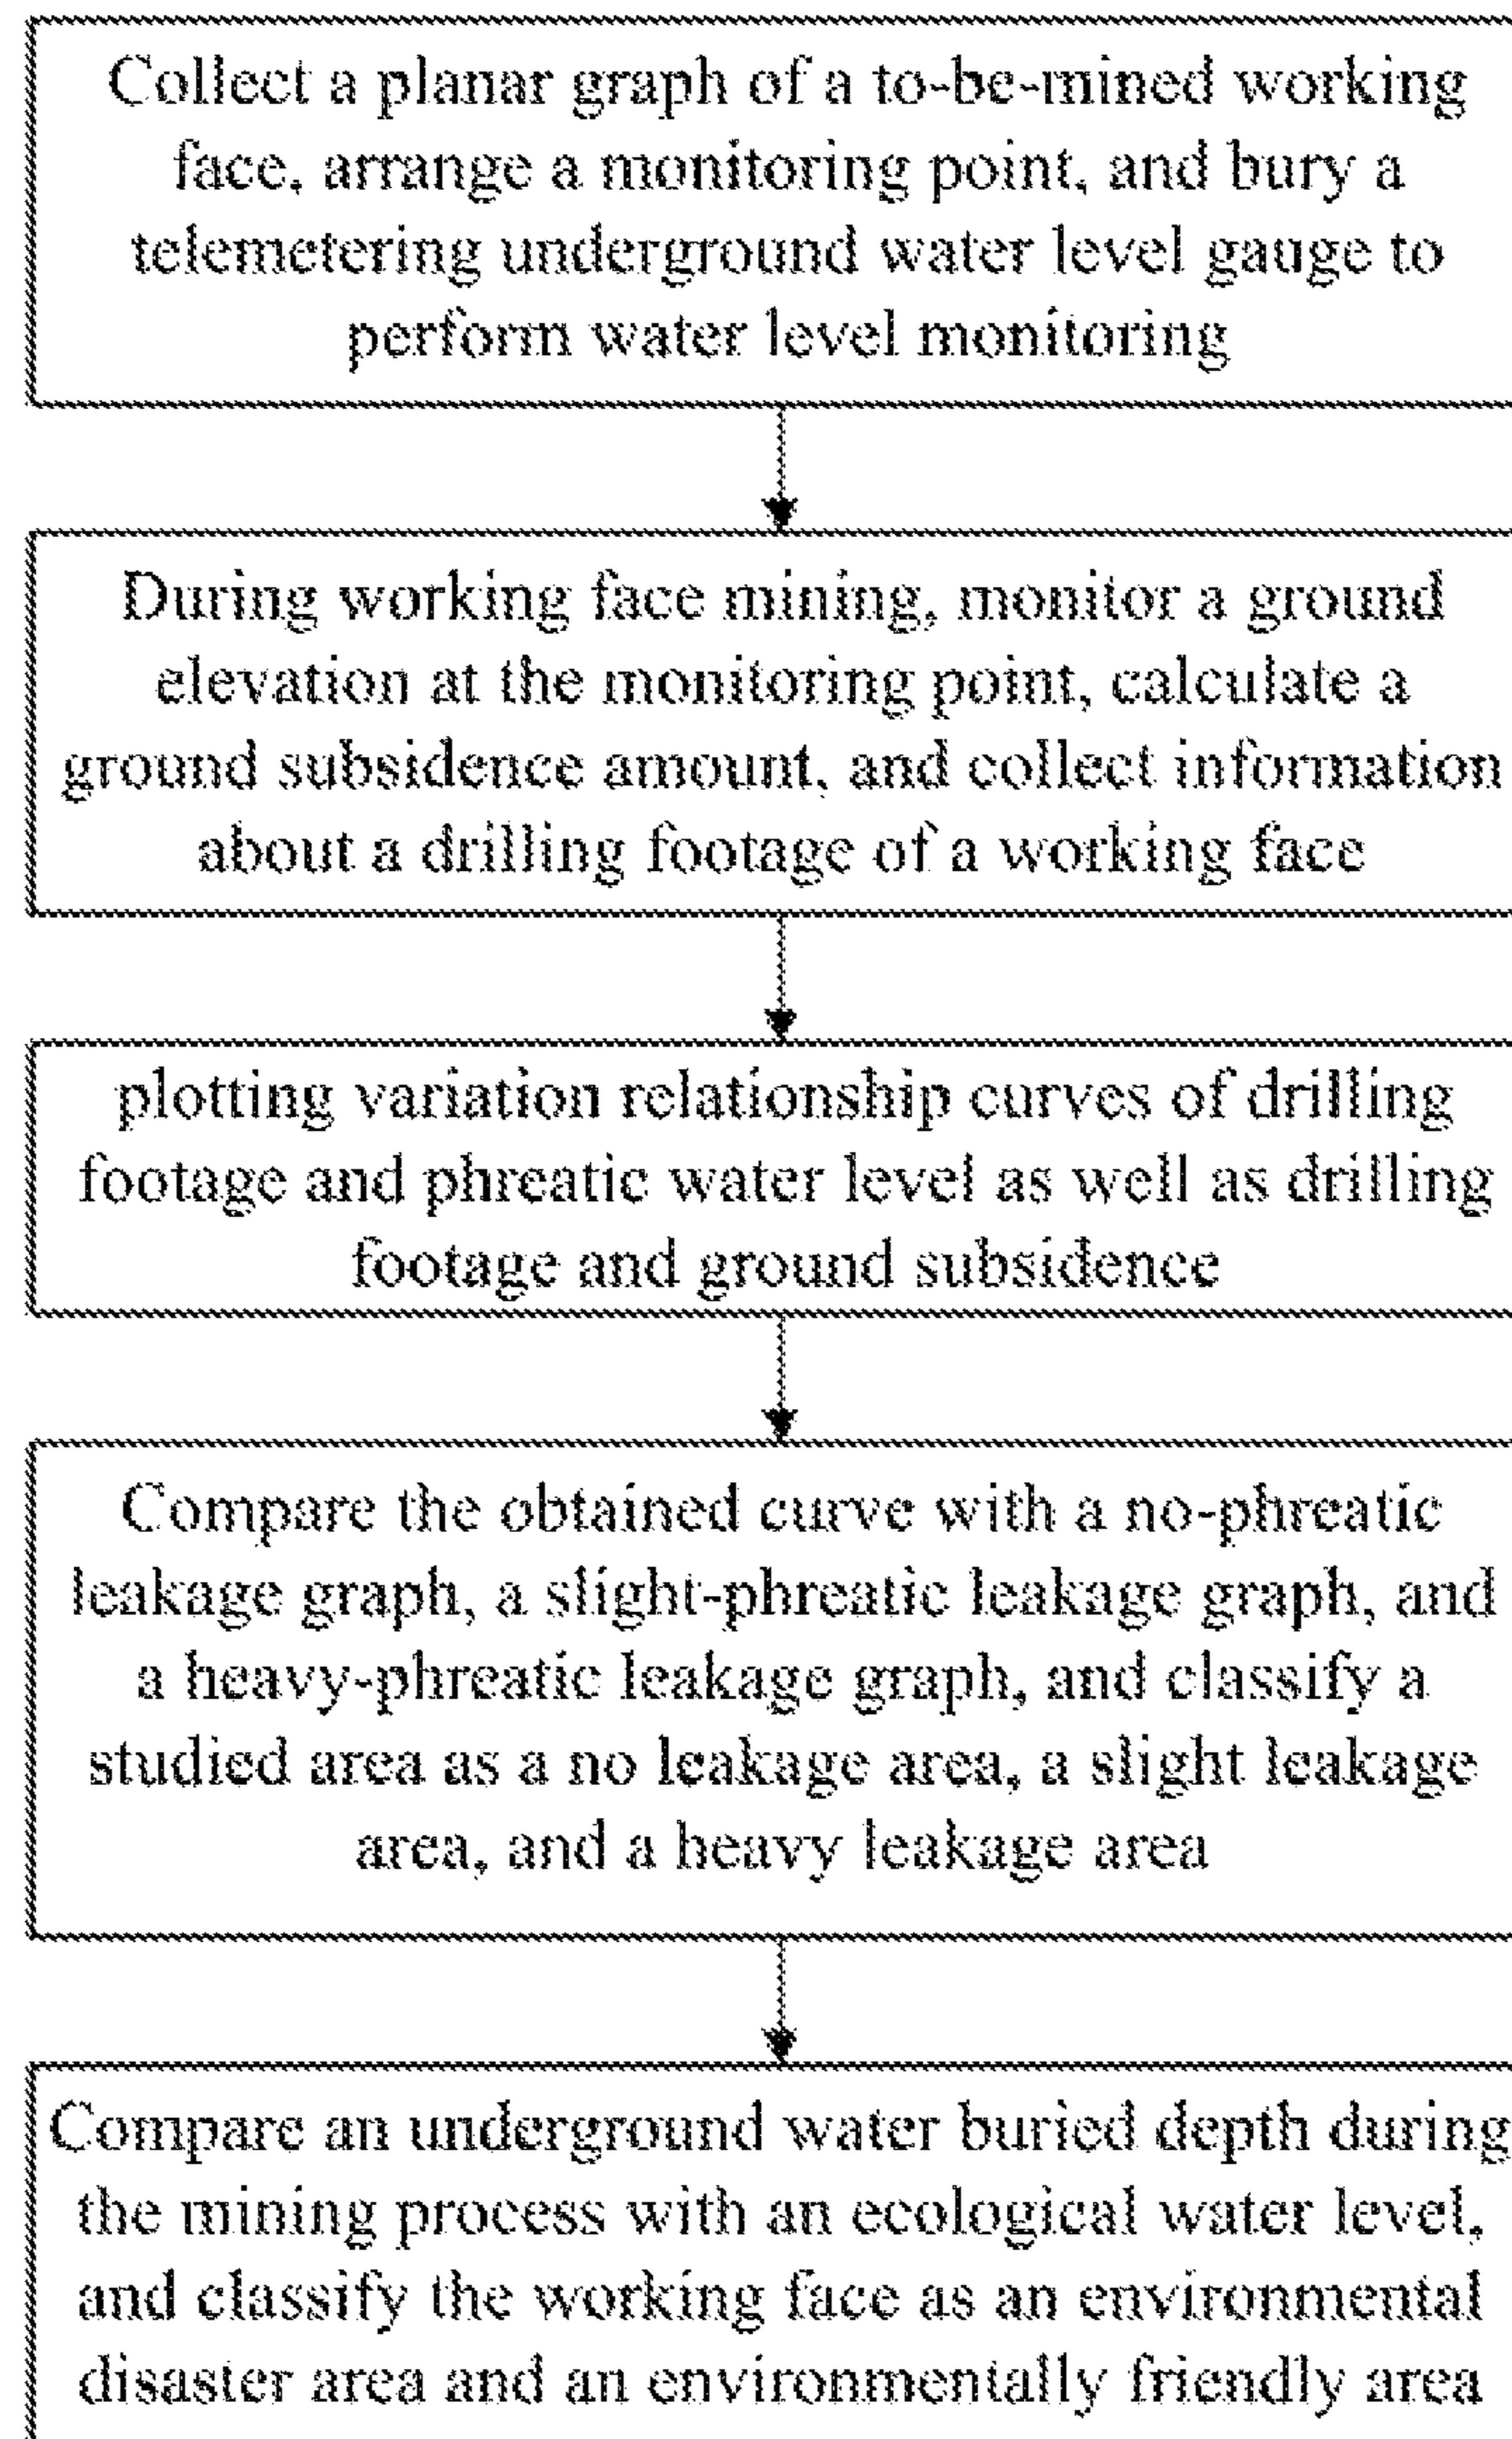 Collect a planar graph of a to-be-mined working
face, arrange a monitoring point, and bury a
telemetering underground water level gauge to
perform water level monitoring
During working face mining, monitor a ground
elevation at the monitoring point, calculate a
ground subsidence amount, and collect information
about a drilling footage of a working face
plotting variation relationship curves of drilling
footage and phreatic water level as well as drilling
footage and ground subsidence
Compare the obtained curve with a no-phreatic
leakage graph, a slight-phreatic leakage graph, and
a heavy-phreatic leakage graph, and classify a
studied area as a no leakage area, a slight leakage
area, and a heavy leakage area
Compare an underground water buried depth during
the mining process with an ecological water level,
and classify the working face as an environmental
disaster area and an environmentally friendly area